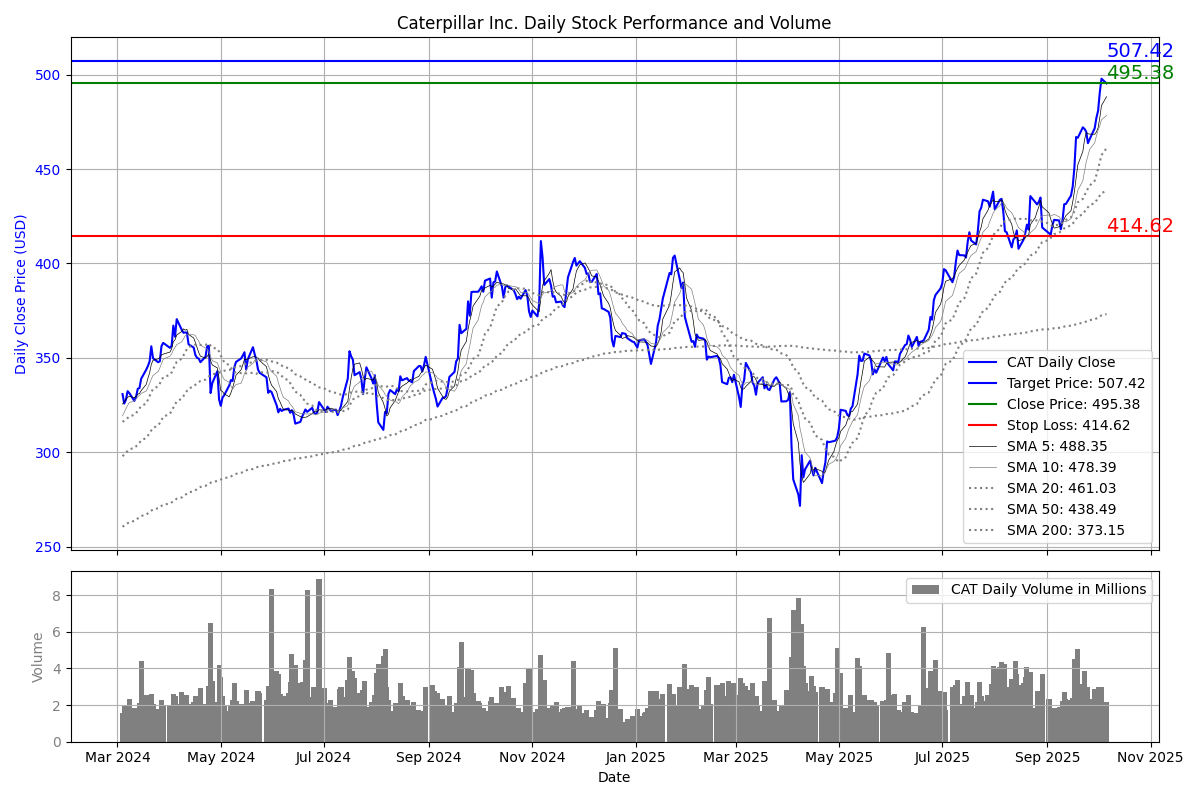 Caterpillar Inc. Daily Stock Performance and Volume
507.42
495.38
414.62
500
450
400
350
300
250
Daily Close Price (USD)
CAT Daily Close
Target Price: 507.42
Close Price: 495.38
Stop Loss: 414.62
SMA 5: 488.35
SMA 10: 478.39
SMA 20: 461.03
SMA 50: 438.49
SMA 200: 373.15
CAT Daily Volume in Millions
8
6
4
2
0
Volume
Mar 2024 May 2024 Jul 2024 Sep 2024 Nov 2024 Jan 2025 Mar 2025 May 2025 Jul 2025 Sep 2025 Nov 2025
Date